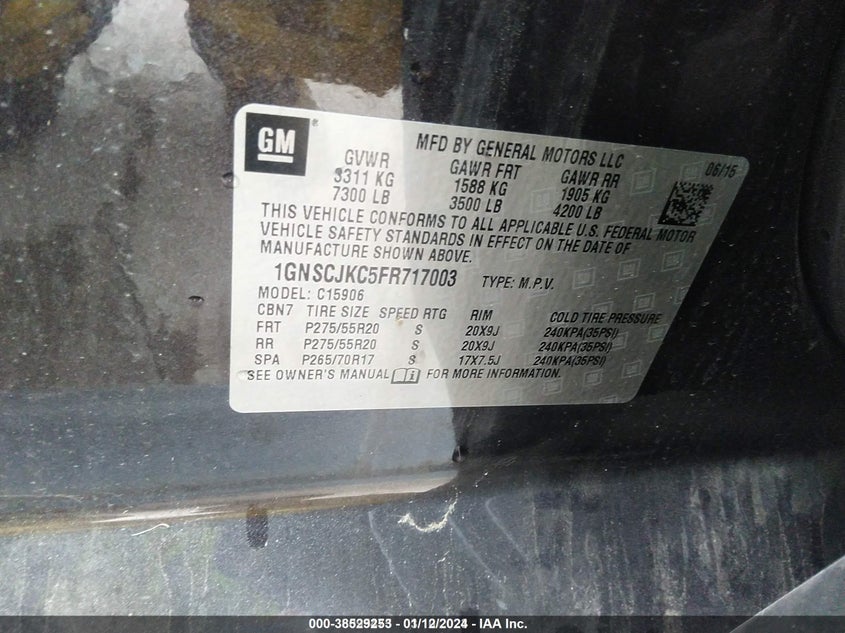 GM ®
MFD BY GENERAL MOTORS LLC
06/15
GVWR GAWR FRT GAWR RR
3311 KG 1588 KG 1905 KG
7300 LB 3500 LB 4200 LB
THIS VEHICLE CONFORMS TO ALL APPLICABLE U.S. FEDERAL MOTOR
VEHICLE SAFETY STANDARDS IN EFFECT ON THE DATE OF
MANUFACTURE SHOWN ABOVE.
1GNSCJKC5FR717003 TYPE: M.P.V.
MODEL: C15906
CBN7 TIRE SIZE SPEED RTG RIM COLD TIRE PRESSURE
FRT P275/55R20 S 20X9J 240KPA(35PSI)
RR P275/55R20 S 20X9J 240KPA(35PSI)
SPA P265/70R17 S 17X7.5J 240KPA(35PSI)
SEE OWNER'S MANUAL FOR MORE INFORMATION.
000-38529253 - 01/12/2024 - IAA Inc.